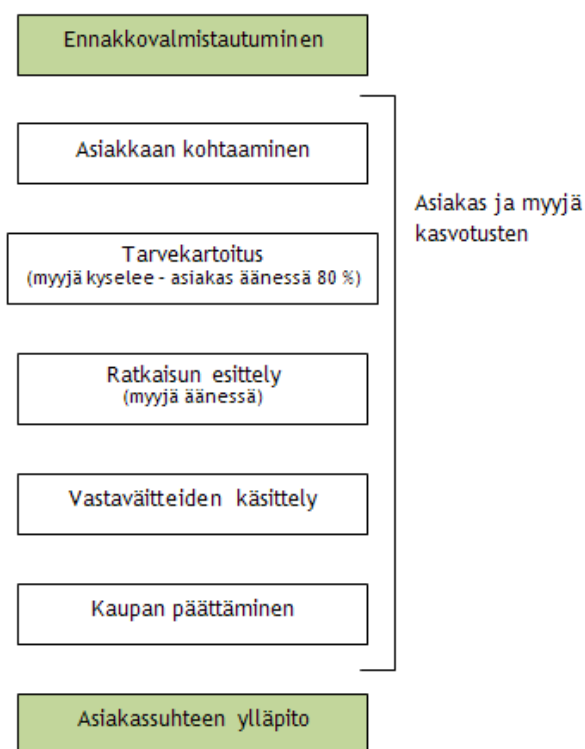 Ennakkovalmistautuminen
Asiakkaan kohtaaminen
Asiakas ja myyjä
kasvotusten
Tarvekartoitus
(myyjä kyselee - asiakas äänessä 80 %)
Ratkaisun esittely
(myyjä äänessä)
Vastaväitteiden käsittely
Kaupan päättäminen
Asiakassuhteen ylläpito